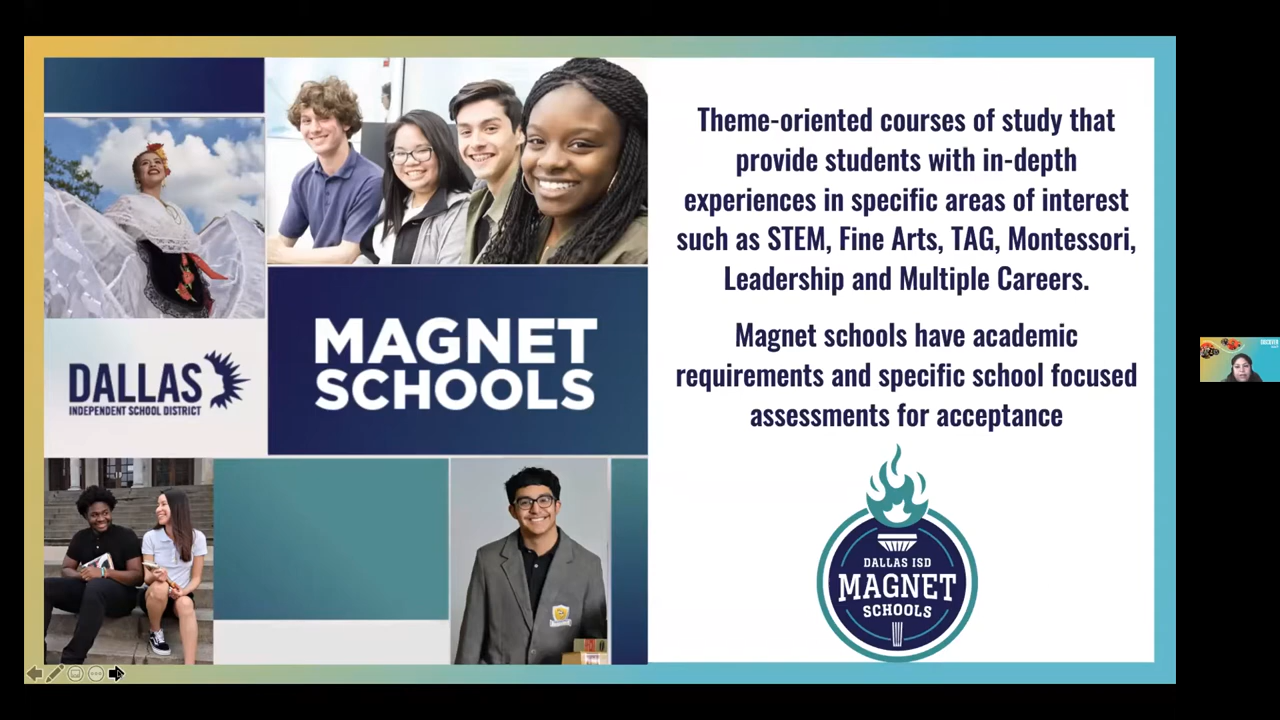 DALLAS
INDEPENDENT SCHOOL DISTRICT
MAGNET
SCHOOLS
Theme-oriented courses of study that
provide students with in-depth
experiences in specific areas of interest
such as STEM, Fine Arts, TAG, Montessori,
Leadership and Multiple Careers.
Magnet schools have academic
requirements and specific school focused
assessments for acceptance
DALLAS ISD
MAGNET
SCHOOLS